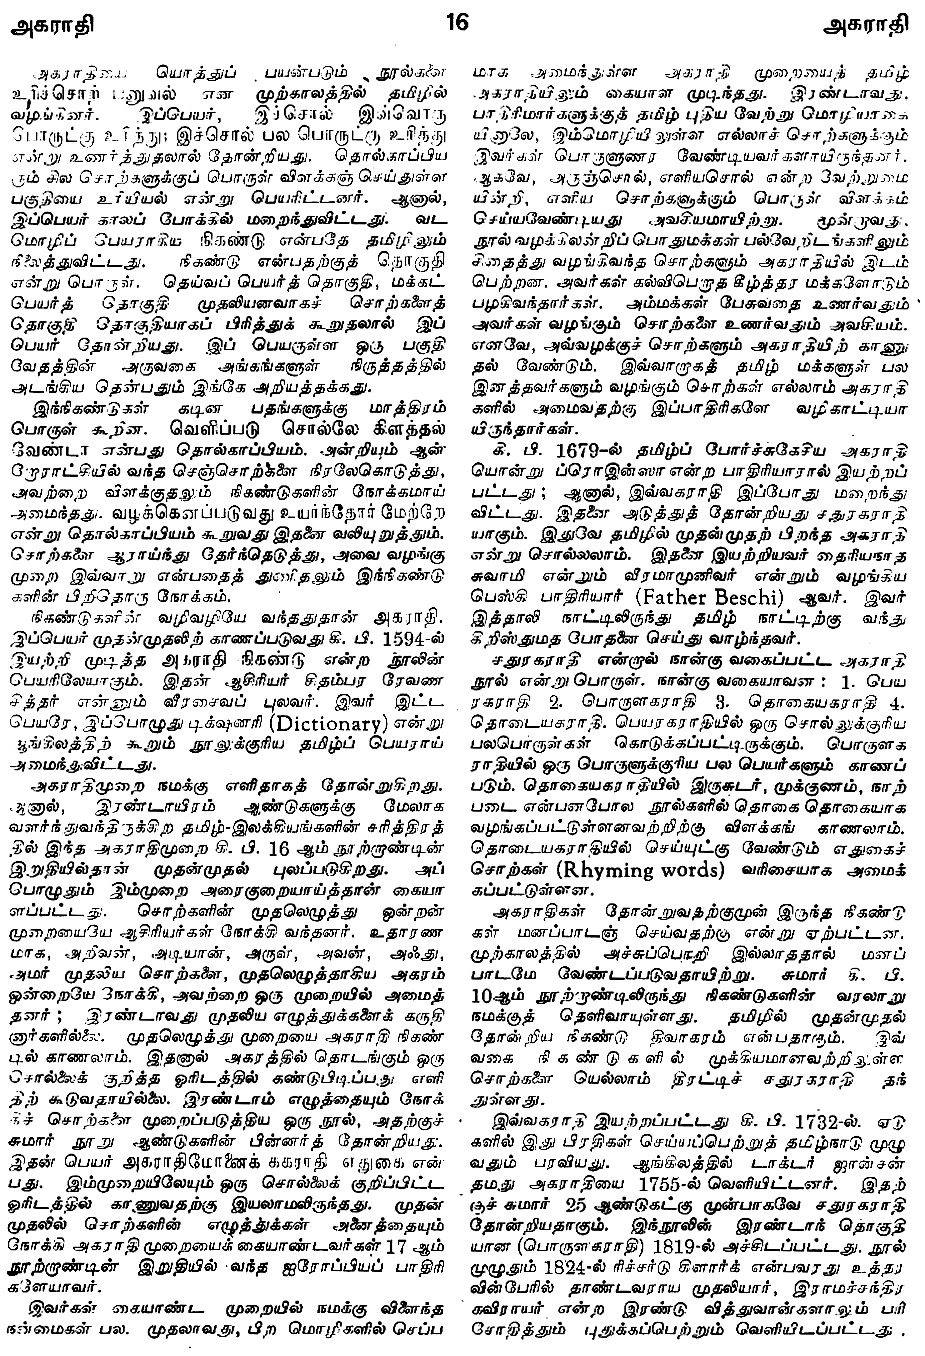 அகராதி 16 அகராதி
அகராதியை யொத்துப் பயன்படும் நூல்களை
உரிச்சொற் பனுவல் என முற்காலத்தில் தமிழில்
வழங்கினர். இப்பெயர், இச்சொல் இவ்வொரு
பொருட்கு உரித்து; இச்சொல் பல பொருட்கு உரித்து
என்று உணர்த்துதலால் தோன்றியது. தொல்காப்பிய
ரும் சில சொற்களுக்குப் பொருள் விளக்கஞ் செய்துள்ள
பகுதியை உரியியல் என்று பெயரிட்டனர். ஆனால்,
இப்பெயர் காலப் போக்கில் மறைந்துவிட்டது. வட
மொழிப் பெயராகிய நிகண்டு என்பதே தமிழிலும்
நிலைத்துவிட்டது. நிகண்டு என்பதற்குத் தொகுதி
என்று பொருள். தெய்வப் பெயர்த் தொகுதி, மக்கட்
பெயர்த் தொகுதி முதலியனவாகச் சொற்களைத்
தொகுதி தொகுதியாகப் பிரித்துக் கூறுதலால் இப்
பெயர் தோன்றியது. இப் பெயருள்ள ஒரு பகுதி
வேதத்தின் அருவகை அங்கங்களுள் நிருத்தத்தில்
அடங்கிய தென்பதும் இங்கே அறியத்தக்கது.
இந்நிகண்டுகள் கடின பதங்களுக்கு மாத்திரம்
பொருள் கூறின. வெளிப்படு சொல்லே கிளத்தல்
வேண்டா என்பது தொல்காப்பியம். அன்றியும் ஆன்
றோராட்சியில் வந்த செஞ்சொற்களை நிரலேகொடுத்து,
அவற்றை விளக்குதலும் நிகண்டுகளின் நோக்கமாய்
அமைந்தது. வழக்கெனப்படுவது உயர்ந்தோர் மேற்றே
என்று தொல்காப்பியம் கூறுவது இதனை வலியுறுத்தும்.
சொற்களை ஆராய்ந்து தேர்ந்தெடுத்து, அவை வழங்கு
முறை இவ்வாறு என்பதைத் துணிதலும் இந்நிகண்டு
களின் பிறிதொரு நோக்கம்.
நிகண்டுகளின் வழிவழியே வந்ததுதான் அகராதி.
இப்பெயர் முதன்முதலிற் காணப்படுவது கி. பி. 1594-ல்
இயற்றி முடித்த அகராதி நிகண்டு என்ற நூலின்
பெயரிலேயாகும். இதன் ஆசிரியர் சிதம்பர ரேவண
சித்தர் என்னும் வீரசைவப் புலவர். இவர் இட்ட
பெயரே, இப்பொழுது டிக்ஷனரி (Dictionary) என்று
ஆங்கிலத்திற் கூறும் நூலுக்குரிய தமிழ்ப் பெயராய்
அமைந்துவிட்டது.
அகராதிமுறை நமக்கு எளிதாகத் தோன்றுகிறது.
ஆனால், இரண்டாயிரம் ஆண்டுகளுக்கு மேலாக
வளர்ந்துவந்திருக்கிற தமிழ்-இலக்கியங்களின் சரித்திரத்
தில் இந்த அகராதிமுறை கி. பி. 16 ஆம் நூற்றாண்டின்
இறுதியில்தான் முதன்முதல் புலப்படுகிறது. அப்
பொழுதும் இம்முறை அரைகுறையாய்த்தான் கையா
ளப்பட்டது. சொற்களின் முதலெழுத்து ஒன்றன்
முறையையே ஆசிரியர்கள் நோக்கி வந்தனர். உதாரண
மாக, அறிவன், அடியான், அருள், அவன், அஃது,
அமர் முதலிய சொற்களை, முதலெழுத்தாகிய அகரம்
ஒன்றையே நோக்கி, அவற்றை ஒரு முறையில் அமைத்
தனர்; இரண்டாவது முதலிய எழுத்துக்களைக் கருதி
னார்களில்லை. முதலெழுத்து முறையை அகராதி நிகண்
டில் காணலாம். இதனால் அகரத்தில் தொடங்கும் ஒரு
சொல்லைக் குறித்த ஓரிடத்தில் கண்டுபிடிப்பது எளி
திற் கூடுவதாயில்லை. இரண்டாம் எழுத்தையும் நோக்
கிச் சொற்களை முறைப்படுத்திய ஒரு நூல், அதற்குச்
சுமார் நூறு ஆண்டுகளின் பின்னர்த் தோன்றியது.
இதன் பெயர் அகராதிமோனைக் ககராதி எதுகை என்
பது. இம்முறையிலேயும் ஒரு சொல்லைக் குறிப்பிட்ட
ஓரிடத்தில் காணுவதற்கு இயலாமலிருந்தது. முதன்
முதலில் சொற்களின் எழுத்துக்கள் அனைத்தையும்
நோக்கி அகராதி முறையைக் கையாண்டவர்கள் 17 ஆம்
நூற்றாண்டின் இறுதியில் வந்த ஐரோப்பியப் பாதிரி
களேயாவர்.
இவர்கள் கையாண்ட முறையில் நமக்கு விளைந்த
நன்மைகள் பல. முதலாவது, பிற மொழிகளில் செப்ப
மாக அமைந்துள்ள அகராதி முறையைத் தமிழ்
அகராதியிலும் கையாள முடிந்தது. இரண்டாவது.
பாதிரிமார்களுக்குத் தமிழ் புதிய வேற்று மொழியாகை
யினாலே, இம்மொழியிலுள்ள எல்லாச் சொற்களுக்கும்
இவர்கள் பொருளுணர வேண்டியவர்களாயிருந்தனர்.
ஆகவே, அருஞ்சொல், எளியசொல் என்ற வேற்றுமை
யின்றி, எளிய சொற்களுக்கும் பொருள் விளக்கம்
செய்யவேண்டியது அவசியமாயிற்று. மூன்றாவது.
நூல் வழக்கிலன்றிப் பொதுமக்கள் பல்வேறிடங்களிலும்
சிதைத்து வழங்கிவந்த சொற்களும் அகராதியில் இடம்
பெற்றன. அவர்கள் கல்விபெறாத கீழ்த்தர மக்களோடும்
பழகிவந்தார்கள். அம்மக்கள் பேசுவதை உணர்வதும்
அவர்கள் வழங்கும் சொற்களை உணர்வதும் அவசியம்.
எனவே, அவ்வழக்குச் சொற்களும் அகராதியிற் காணு
தல் வேண்டும். இவ்வாறாகத் தமிழ் மக்களுள் பல
இனத்தவர்களும் வழங்கும் சொற்கள் எல்லாம் அகராதி
களில் அமைவதற்கு இப்பாதிரிகளே வழிகாட்டியா
யிருந்தார்கள்.
கி. பி. 1679-ல் தமிழ்ப் போர்ச்சுகேசிய அகராதி
யொன்று ப்ரொஇன்ஸா என்ற பாதிரியாரால் இயற்றப்
பட்டது; ஆனால், இவ்வகராதி இப்போது மறைந்து
விட்டது. இதனை அடுத்துத் தோன்றியது சதுரகராதி
யாகும். இதுவே தமிழில் முதன்முதற் பிறந்த அகராதி
என்று சொல்லலாம். இதனை இயற்றியவர் தைரியநாத
சுவாமி என்றும் வீரமாமுனிவர் என்றும் வழங்கிய
பெஸ்கி பாதிரியார் (Father Beschi) ஆவர். இவர்
இத்தாலி நாட்டிலிருந்து தமிழ் நாட்டிற்கு வந்து
கிறிஸ்துமத போதனை செய்து வாழ்ந்தவர்.
சதுரகராதி என்றால் நான்கு வகைப்பட்ட அகராதி
நூல் என்று பொருள். நான்கு வகையாவன : 1. பெய
ரகராதி 2. பொருளகராதி 3. தொகையகராதி 4.
தொடையகராதி. பெயரகராதியில் ஒரு சொல்லுக்குரிய
பலபொருள்கள் கொடுக்கப்பட்டிருக்கும். பொருளக
ராதியில் ஒரு பொருளுக்குரிய பல பெயர்களும் காணப்
படும். தொகையகராதியில் இருசுடர், முக்குணம், நாற்
படை என்பனபோல நூல்களில் தொகை தொகையாக
வழங்கப்பட்டுள்ளனவற்றிற்கு விளக்கங் காணலாம்.
தொடையகராதியில் செய்யுட்கு வேண்டும் எதுகைச்
சொற்கள் (Rhyming words) வரிசையாக அமைக்
கப்பட்டுள்ளன.
அகராதிகள் தோன்றுவதற்குமுன் இருந்த நிகண்டு
கள் மனப்பாடஞ் செய்வதற்கு என்று ஏற்பட்டன.
முற்காலத்தில் அச்சுப்பொறி இல்லாததால் மனப்
பாடமே வேண்டப்படுவதாயிற்று. சுமார் கி. பி.
10ஆம் நூற்றாண்டிலிருந்து நிகண்டுகளின் வரலாறு
நமக்குத் தெளிவாயுள்ளது. தமிழில் முதன்முதல்
தோன்றிய நிகண்டு திவாகரம் என்பதாகும். இவ்
வகை நிகண்டுகளில் முக்கியமானவற்றிலுள்ள
சொற்களை யெல்லாம் திரட்டிச் சதுரகராதி தந்
துள்ளது.
இவ்வகராதி இயற்றப்பட்டது கி. பி. 1732-ல். ஏடு
களில் இது பிரதிகள் செய்யப்பெற்றுத் தமிழ்நாடு முழு
வதும் பரவியது. ஆங்கிலத்தில் டாக்டர் ஜான்சன்
தமது அகராதியை 1755-ல் வெளியிட்டனர். இதற்
குச் சுமார் 25 ஆண்டுகட்கு முன்பாகவே சதுரகராதி
தோன்றியதாகும். இந்நூலின் இரண்டாந் தொகுதி
யான (பொருளகராதி) 1819-ல் அச்சிடப்பட்டது. நூல்
முழுதும் 1824-ல் ரிச்சர்டு கிளார்க் என்பவரது உத்தர
வின்பேரில் தாண்டவராய முதலியார், இராமச்சந்திர
கவிராயர் என்ற இரண்டு வித்துவான்களாலும் பரி
சோதித்தும் புதுக்கப்பெற்றும் வெளியிடப்பட்டது.